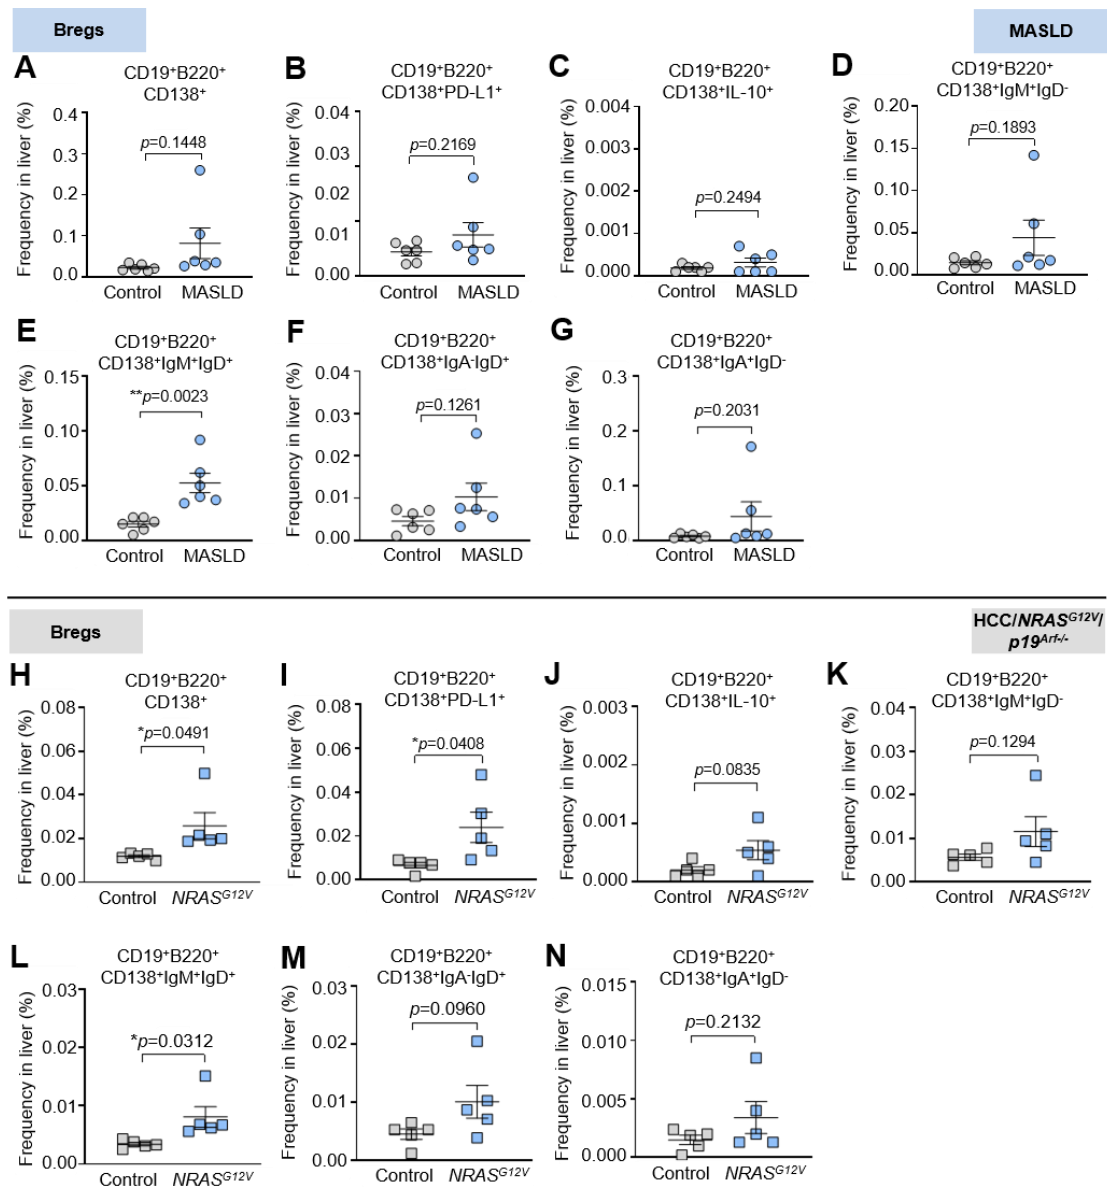 Bregs
MASLD
A
CD19⁺B220⁺
CD138⁺
Frequency in liver (%)
0.4
0.3
0.2
0.1
0.0
p=0.1448
Control
MASLD
B
CD19⁺B220⁺
CD138⁺PD-L1⁺
Frequency in liver (%)
0.04
0.03
0.02
0.01
0.00
p=0.2169
Control
MASLD
C
CD19⁺B220⁺
CD138⁺IL-10⁺
Frequency in liver (%)
0.004
0.003
0.002
0.001
0.000
p=0.2494
Control
MASLD
D
CD19⁺B220⁺
CD138⁺IgM⁺IgD⁻
Frequency in liver (%)
0.20
0.15
0.10
0.05
0.00
p=0.1893
Control
MASLD
E
CD19⁺B220⁺
CD138⁺IgM⁺IgD⁺
Frequency in liver (%)
0.15
0.10
0.05
0.00
**p=0.0023
Control
MASLD
F
CD19⁺B220⁺
CD138⁺IgA⁻IgD⁺
Frequency in liver (%)
0.04
0.03
0.02
0.01
0.00
p=0.1261
Control
MASLD
G
CD19⁺B220⁺
CD138⁺IgA⁺IgD⁻
Frequency in liver (%)
0.3
0.2
0.1
0.0
p=0.2031
Control
MASLD
Bregs
HCC/NRASᴳ¹²ⱽ/
p19ᴬʳᶠ⁻/⁻
H
CD19⁺B220⁺
CD138⁺
Frequency in liver (%)
0.08
0.06
0.04
0.02
0.00
*p=0.0491
Control
NRASᴳ¹²ⱽ
I
CD19⁺B220⁺
CD138⁺PD-L1⁺
Frequency in liver (%)
0.08
0.06
0.04
0.02
0.00
*p=0.0408
Control
NRASᴳ¹²ⱽ
J
CD19⁺B220⁺
CD138⁺IL-10⁺
Frequency in liver (%)
0.003
0.002
0.001
0.000
p=0.0835
Control
NRASᴳ¹²ⱽ
K
CD19⁺B220⁺
CD138⁺IgM⁺IgD⁻
Frequency in liver (%)
0.04
0.03
0.02
0.01
0.00
p=0.1294
Control
NRASᴳ¹²ⱽ
L
CD19⁺B220⁺
CD138⁺IgM⁺IgD⁺
Frequency in liver (%)
0.03
0.02
0.01
0.00
*p=0.0312
Control
NRASᴳ¹²ⱽ
M
CD19⁺B220⁺
CD138⁺IgA⁻IgD⁺
Frequency in liver (%)
0.03
0.02
0.01
0.00
p=0.0960
Control
NRASᴳ¹²ⱽ
N
CD19⁺B220⁺
CD138⁺IgA⁺IgD⁻
Frequency in liver (%)
0.015
0.010
0.005
0.000
p=0.2132
Control
NRASᴳ¹²ⱽ